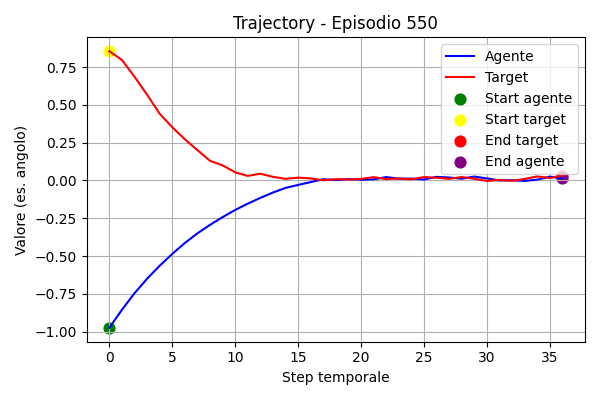 Trajectory - Episodio 550
Valore (es. angolo)
0.75
0.50
0.25
0.00
−0.25
−0.50
−0.75
−1.00
Agente
Target
Start agente
Start target
End target
End agente
0 5 10 15 20 25 30 35
Step temporale